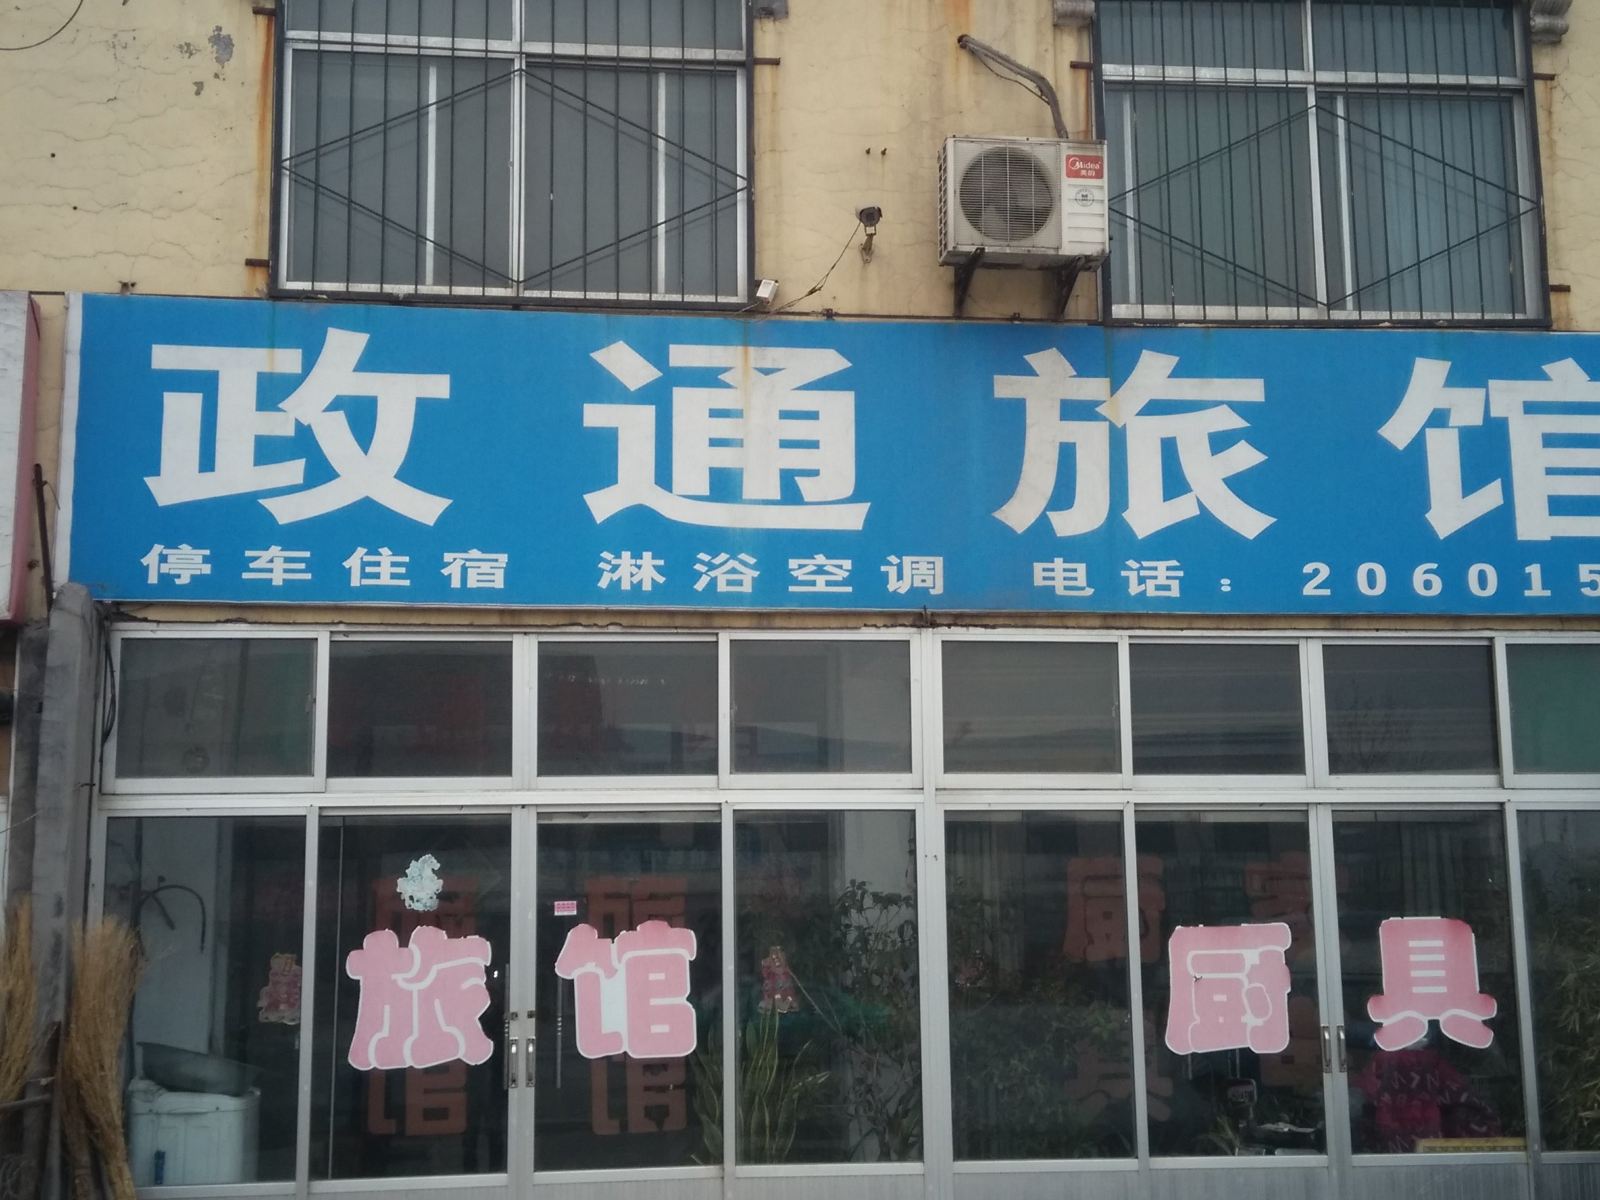 Midea
美的
政通旅馆
停车住宿 淋浴空调 电话：206015
旅馆
厨具